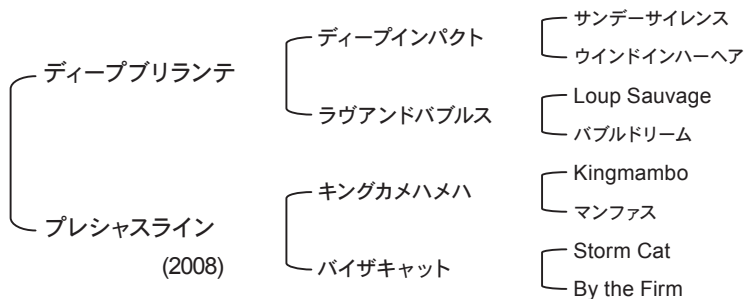 ディープブリランテ
ディープインパクト
サンデーサイレンス
ウインドインハーヘア
ラヴアンドバブルス
Loup Sauvage
バブルドリーム
プレシャスライン
(2008)
キングカメハメハ
Kingmambo
マンファス
バイザキャット
Storm Cat
By the Firm